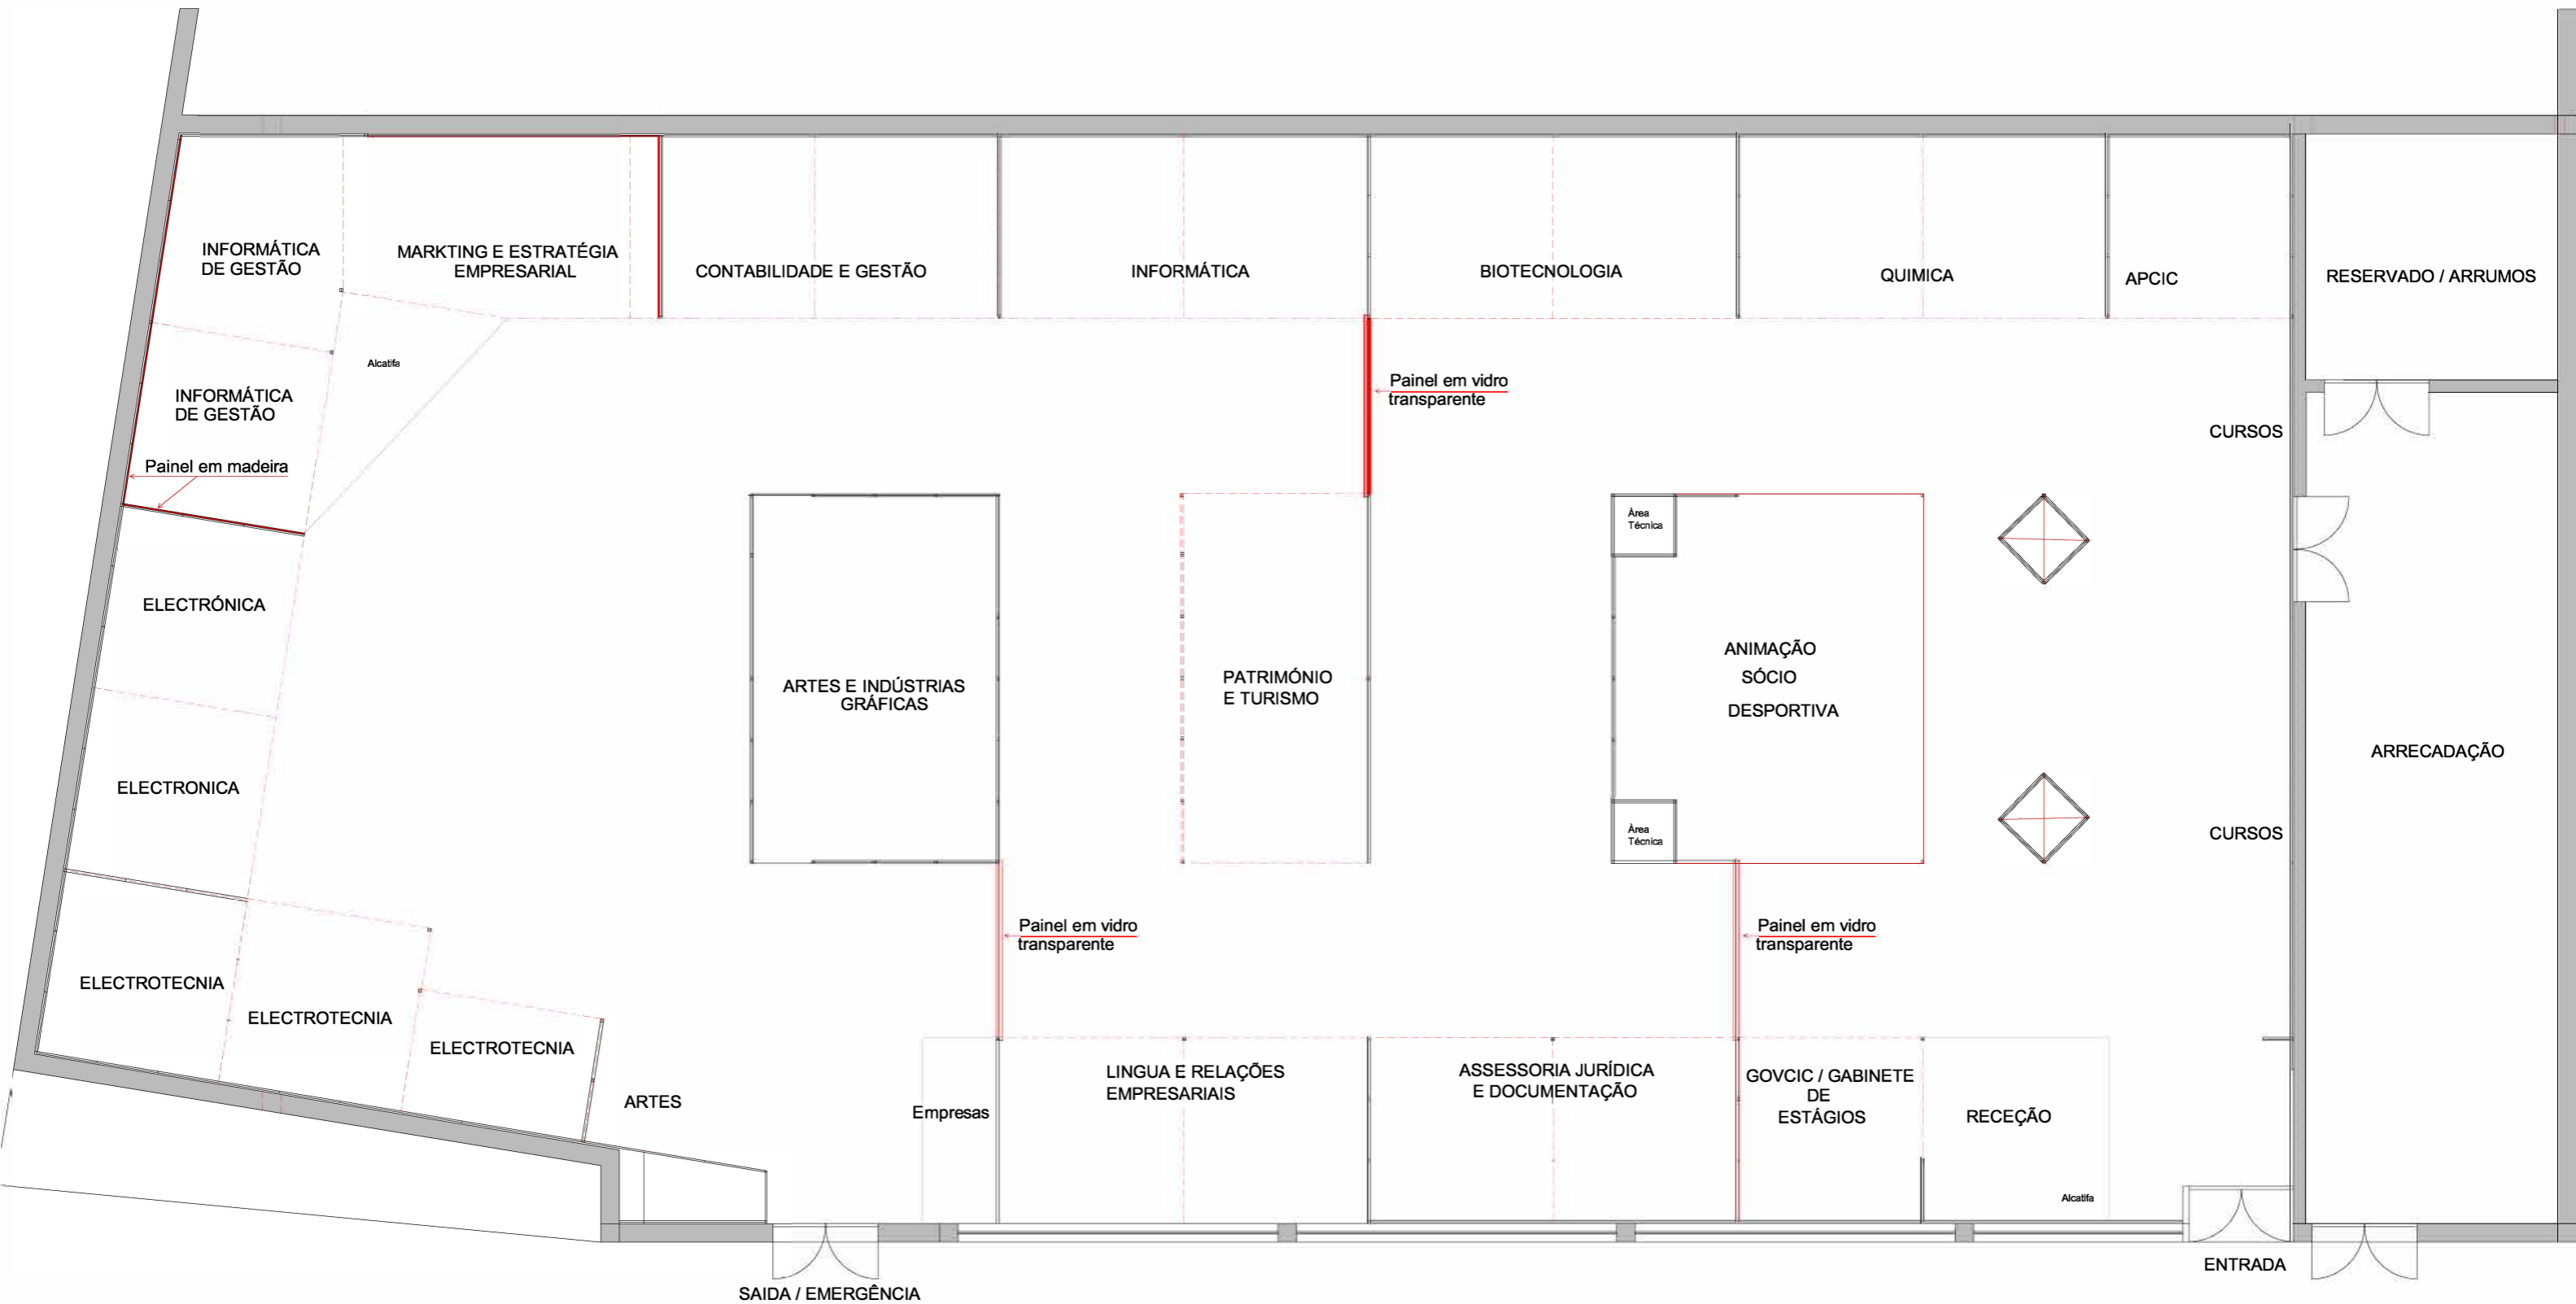 INFORMÁTICA
DE GESTÃO
MARKTING E ESTRATÉGIA
EMPRESARIAL
CONTABILIDADE E GESTÃO
INFORMÁTICA
BIOTECNOLOGIA
QUIMICA
APCIC
RESERVADO / ARRUMOS
Alcatifa
INFORMÁTICA
DE GESTÃO
Painel em vidro
transparente
CURSOS
Painel em madeira
Àrea
Técnica
ELECTRÓNICA
ANIMAÇÃO
SÓCIO
DESPORTIVA
ARTES E INDÚSTRIAS
GRÁFICAS
PATRIMÓNIO
E TURISMO
ARRECADAÇÃO
ELECTRONICA
Àrea
Técnica
CURSOS
Painel em vidro
transparente
Painel em vidro
transparente
ELECTROTECNIA
ELECTROTECNIA
ELECTROTECNIA
ARTES
Empresas
LINGUA E RELAÇÕES
EMPRESARIAIS
ASSESSORIA JURÍDICA
E DOCUMENTAÇÃO
GOVCIC / GABINETE
DE
ESTÁGIOS
RECEÇÃO
Alcatifa
ENTRADA
SAIDA / EMERGÊNCIA